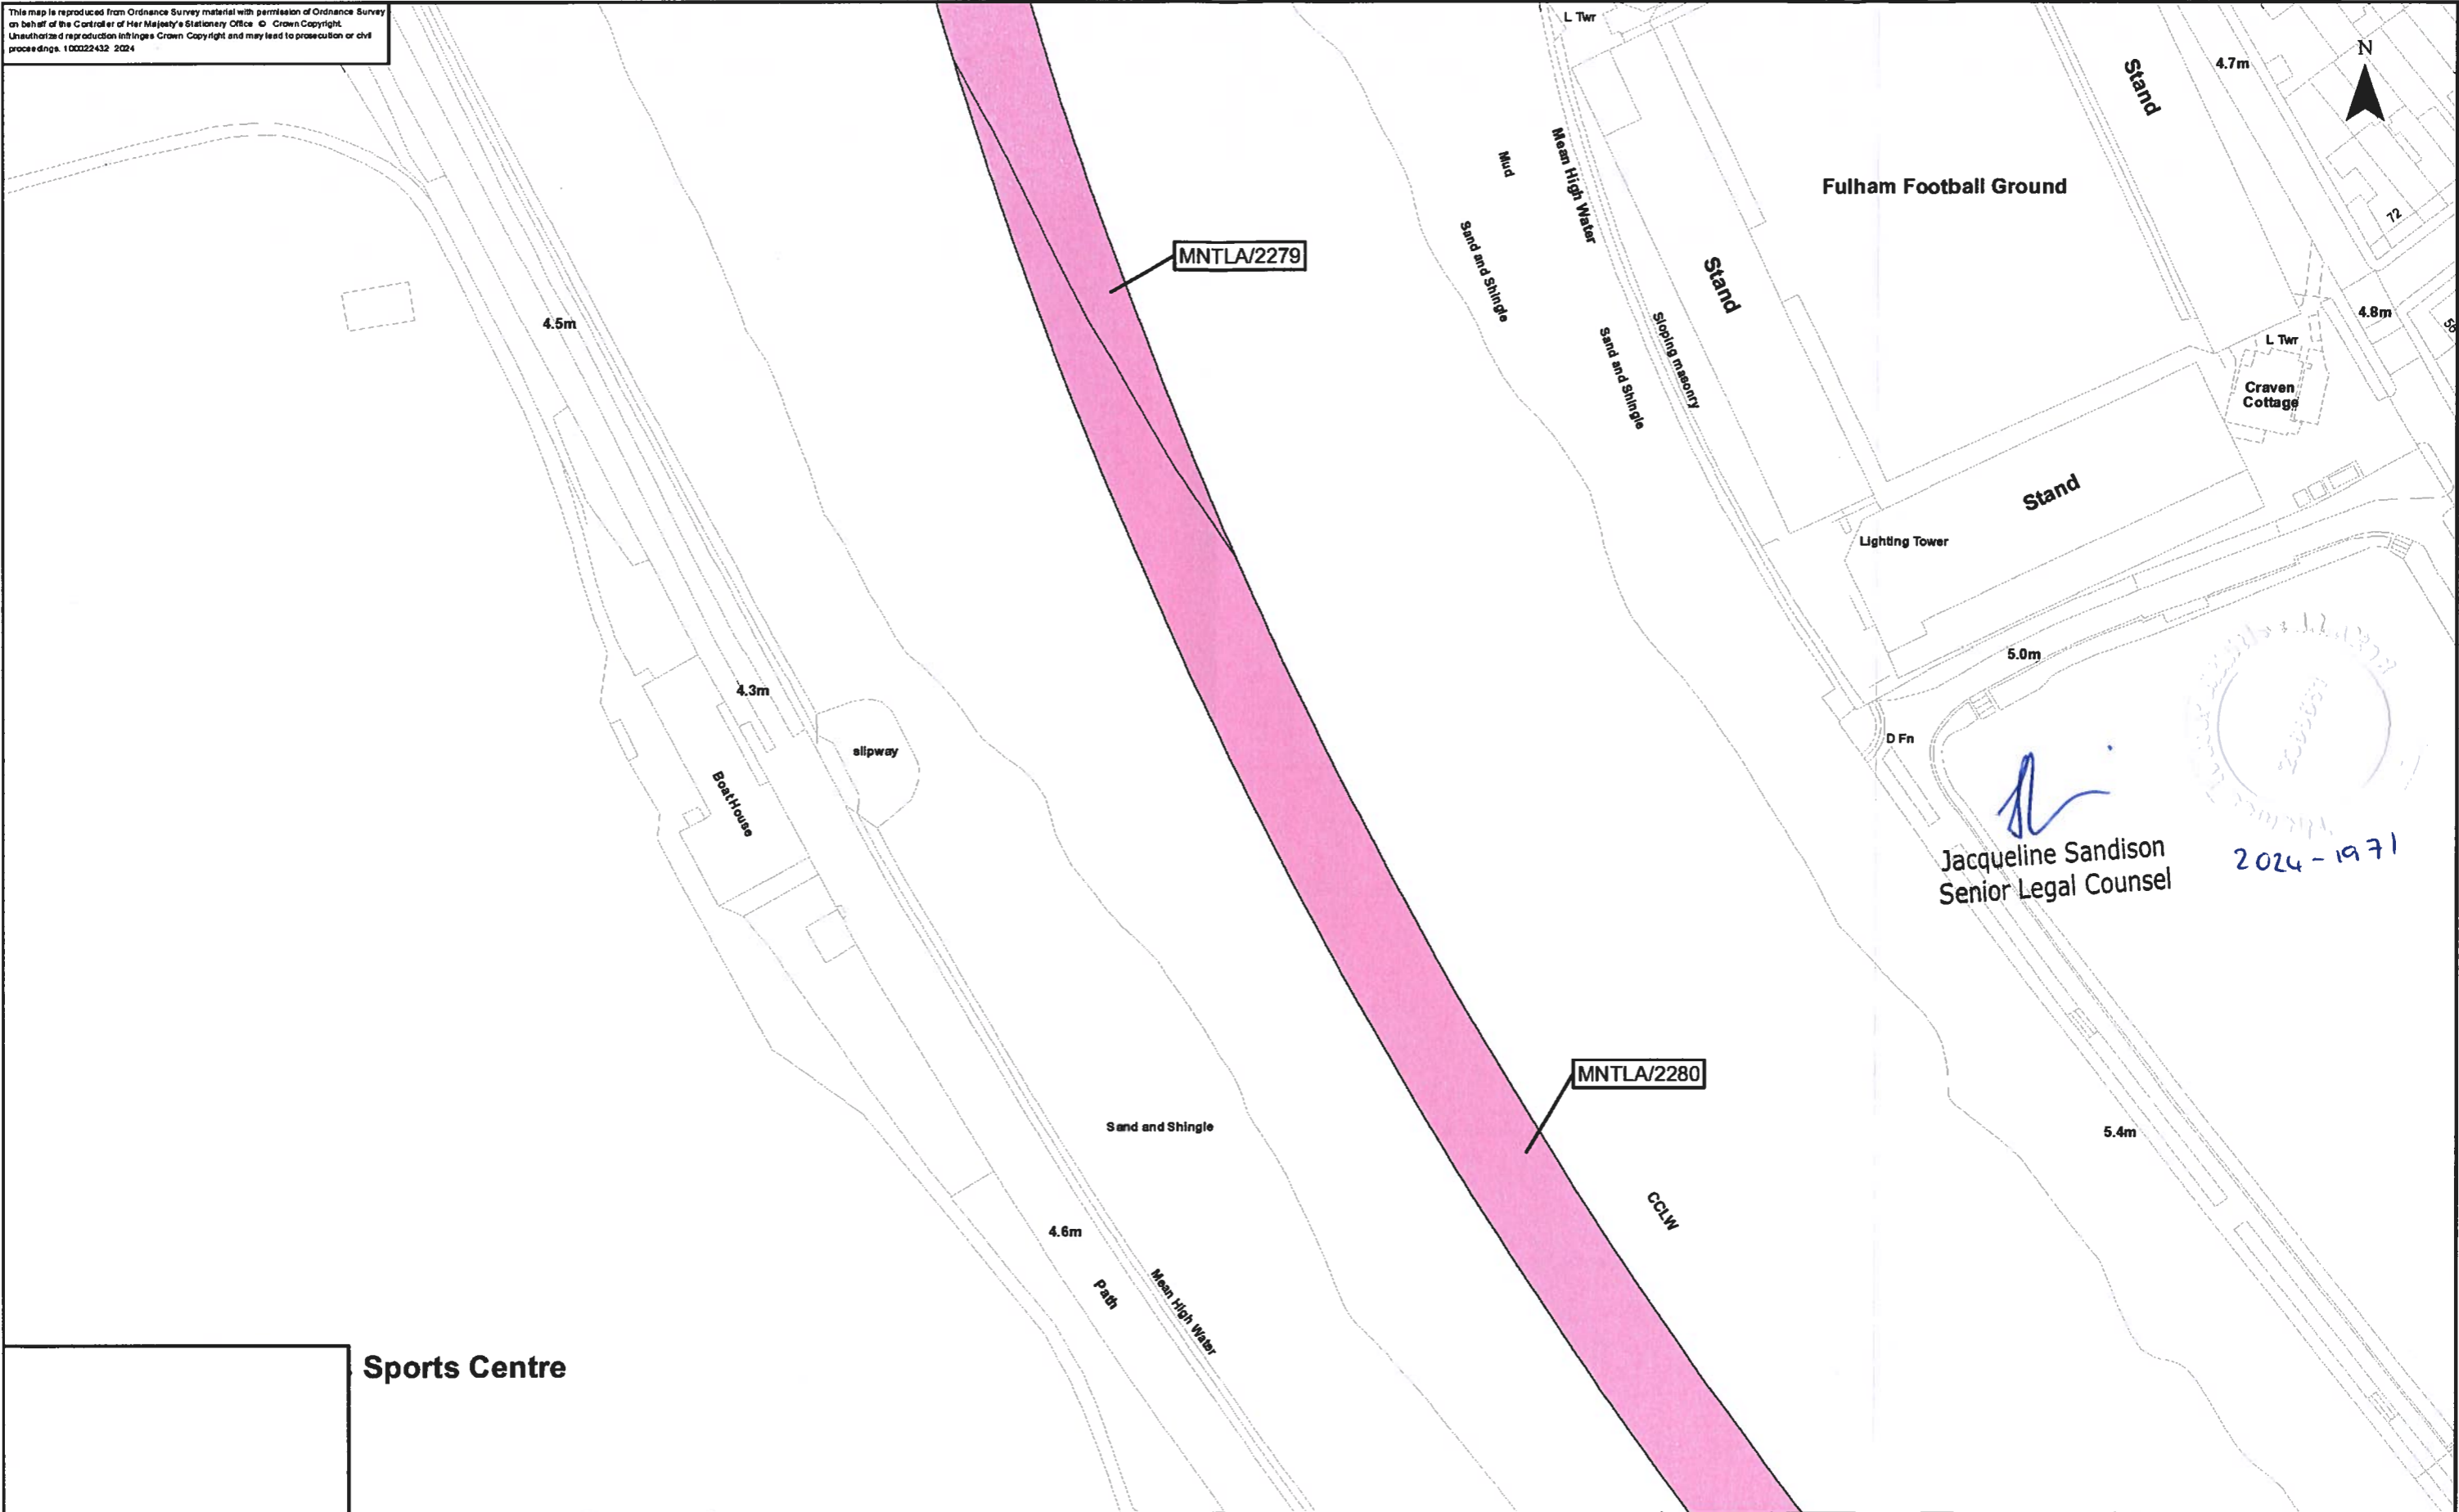 This map is reproduced from Ordnance Survey material with permission of Ordnance Survey
on behalf of the Controller of Her Majesty's Stationery Office © Crown Copyright.
Unauthorized reproduction infringes Crown Copyright and may lead to prosecution or civil
proceedings. 100022432 2024
L Twr
Stand
4.7m
N
Mud
Mean High Water
Fulham Football Ground
72
MNTLA/2279
Sand and Shingle
Stand
4.5m
Sand and Shingle
Sloping masonry
4.8m
56
L Twr
Craven
Cottage
Stand
Lighting Tower
5.0m
4.3m
slipway
D Fn
Boat House
Jacqueline Sandison
Senior Legal Counsel
2024-1971
MNTLA/2280
Sand and Shingle
5.4m
CCLW
4.6m
Path
Mean High Water
Sports Centre